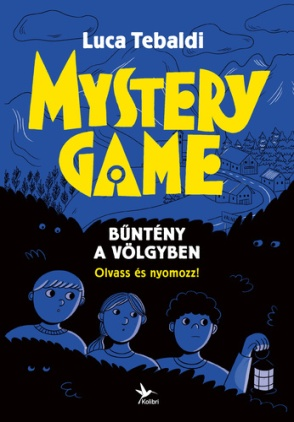 Luca Tebaldi
MYSTERY
GAME
BŰNTÉNY
A VÖLGYBEN
Olvass és nyomozz!
Kolibri